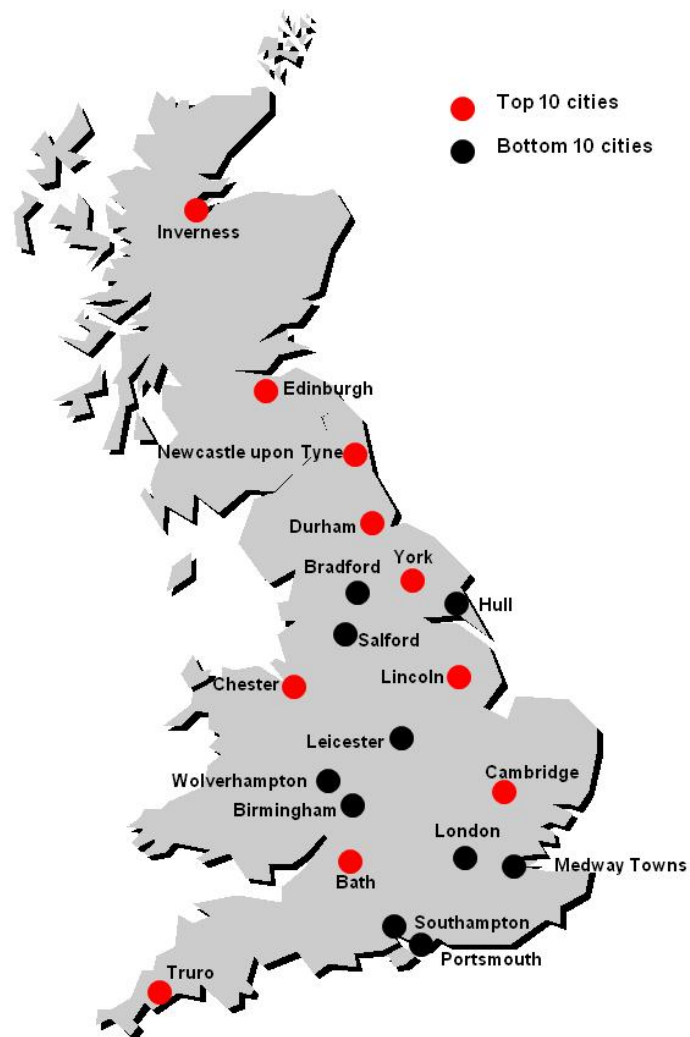 Top 10 cities
Bottom 10 cities
Inverness
Edinburgh
Newcastle upon Tyne
Durham
York
Bradford
Hull
Salford
Chester
Lincoln
Leicester
Cambridge
Wolverhampton
Birmingham
London
Medway Towns
Bath
Southampton
Portsmouth
Truro